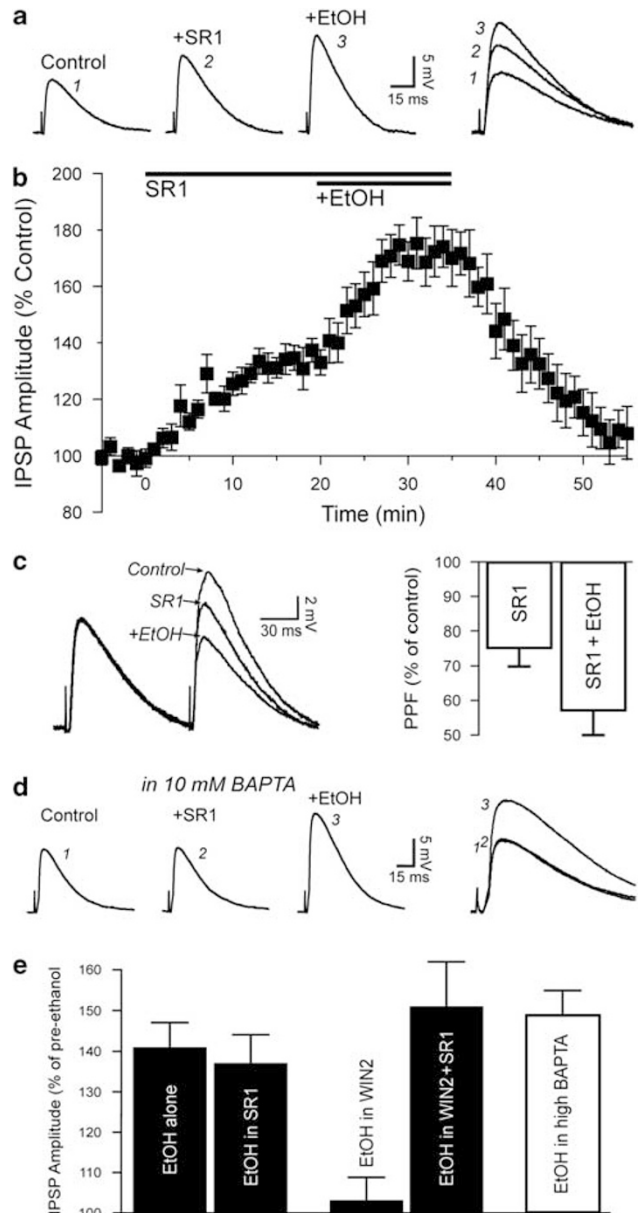 a
+EtOH
+SR1
Control
3
2
1
5 mV
15 ms
3
2
1
b
200
180
160
140
120
100
80
IPSP Amplitude (% Control)
SR1
+EtOH
0
10
20
30
40
50
Time (min)
c
Control
SR1
+EtOH
2 mV
30 ms
100
90
80
70
60
50
PPF (% of control)
SR1
SR1 + EtOH
d
in 10 mM BAPTA
Control
+SR1
+EtOH
1
2
3
5 mV
15 ms
3
1 2
e
160
150
140
130
120
110
100
IPSP Amplitude (% of pre-ethanol
EtOH alone
EtOH in SR1
EtOH in WIN2
EtOH in WIN2+SR1
EtOH in high BAPTA